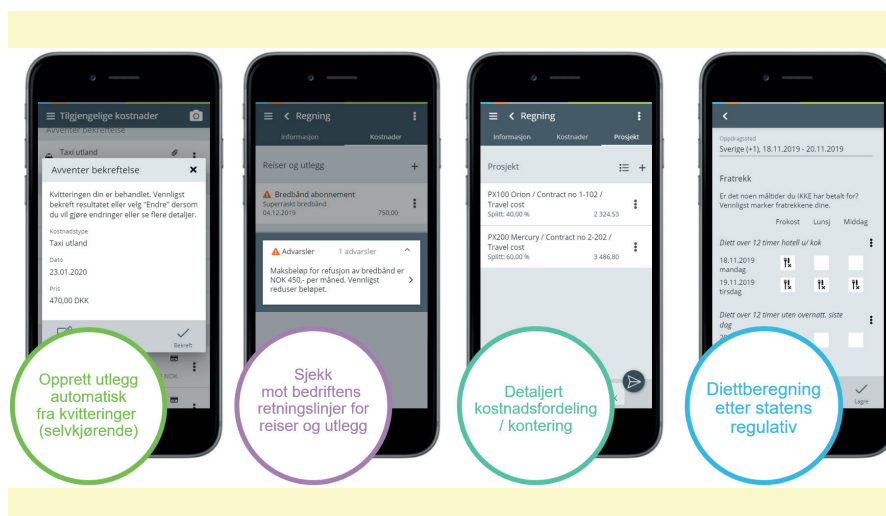 Tilgjengelige kostnader
Avventer bekreftelse
Taxi utland
Avventer bekreftelse
Kvitteringen din er behandlet. Vennligst
bekreft resultatet eller velg "Endre" dersom
du vil gjøre endringer eller se flere detaljer.
Kostnadstype
Taxi utland
Dato
23.01.2020
Pris
470,00 DKK
Bekreft
NOK
Opprett utlegg
automatisk
fra kvitteringer
(selvkjørende)
Regning
Informasjon Kostnader
Reiser og utlegg
Bredbånd abonnement
Superraskt bredbånd
04.12.2019 750,00
Advarsler 1 advarsler
Maksbeløp for refusjon av bredbånd er
NOK 450,- per måned. Vennligst
reduser beløpet.
Sjekk
mot bedriftens
retningslinjer for
reiser og utlegg
Regning
Informasjon Kostnader Prosjekt
Prosjekt
PX100 Orion / Contract no 1-102 /
Travel cost
Splitt: 40.00 % 2 324.53
PX200 Mercury / Contract no 2-202 /
Travel cost
Splitt: 60.00 % 3 486.80
Detaljert
kostnadsfordeling
/ kontering
Oppdragssted
Sverige (+1), 18.11.2019 - 20.11.2019
Fratrekk
Er det noen måltider du IKKE har betalt for?
Vennligst marker fratrekkene dine.
Frokost Lunsj Middag
Diett over 12 timer hotell u/ kok
18.11.2019
mandag
19.11.2019
tirsdag
Diett over 12 timer uten overnatt. siste
dag
Lagre
Diettberegning
etter statens
regulativ